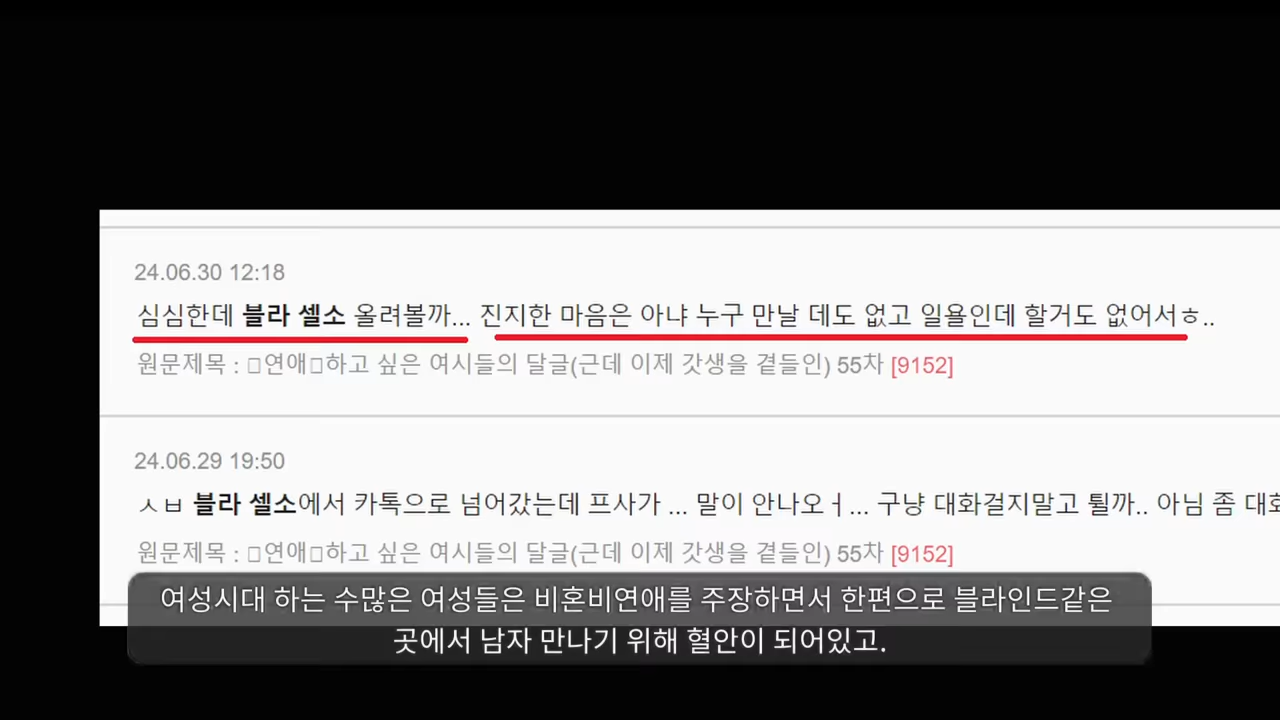 24.06.30 12:18
심심한데 블라 셀소 올려볼까... 진지한 마음은 아냐 누구 만날 데도 없고 일욜인데 할거도 없어서ㅎ..
원문제목 : □연애□하고 싶은 여시들의 달글(근데 이제 갓생을 곁들인) 55차 [9152]
24.06.29 19:50
ㅅㅂ 블라 셀소에서 카톡으로 넘어갔는데 프사가 ... 말이 안나오ㅓ... 구냥 대화걸지말고 튈까.. 아님 좀 대화
원문제목 : □연애□하고 싶은 여시들의 달글(근데 이제 갓생을 곁들인) 55차 [9152]
여성시대 하는 수많은 여성들은 비혼비연애를 주장하면서 한편으로 블라인드같은
곳에서 남자 만나기 위해 혈안이 되어있고.